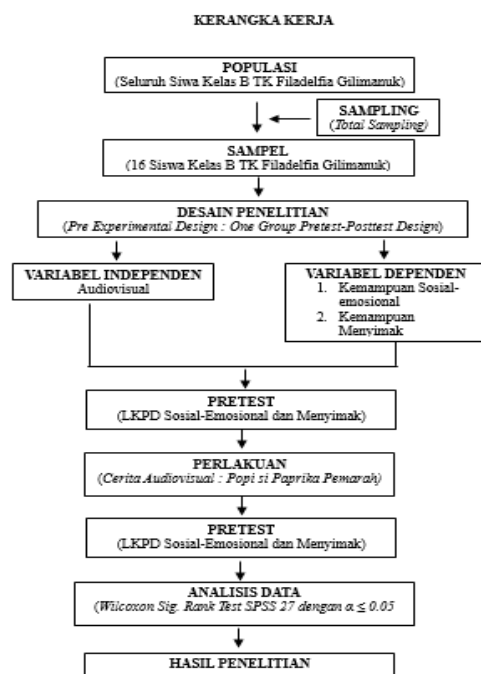 KERANGKA KERJA
POPULASI
(Seluruh Siwa Kelas B TK Filadelfia Gilimanuk)
SAMPLING
(Total Sampling)
SAMPEL
(16 Siswa Kelas B TK Filadelfia Gilimanuk)
DESAIN PENELITIAN
(Pre Experimental Design : One Group Pretest-Posttest Design)
VARIABEL INDEPENDEN
Audiovisual
VARIABEL DEPENDEN
1. Kemampuan Sosial-
emosional
2. Kemampuan
Menyimak
PRETEST
(LKPD Sosial-Emosional dan Menyimak)
PERLAKUAN
(Cerita Audiovisual : Popi si Paprika Pemarah)
PRETEST
(LKPD Sosial-Emosional dan Menyimak)
ANALISIS DATA
(Wilcoxon Sig. Rank Test SPSS 27 dengan α ≤ 0.05
HASIL PENELITIAN